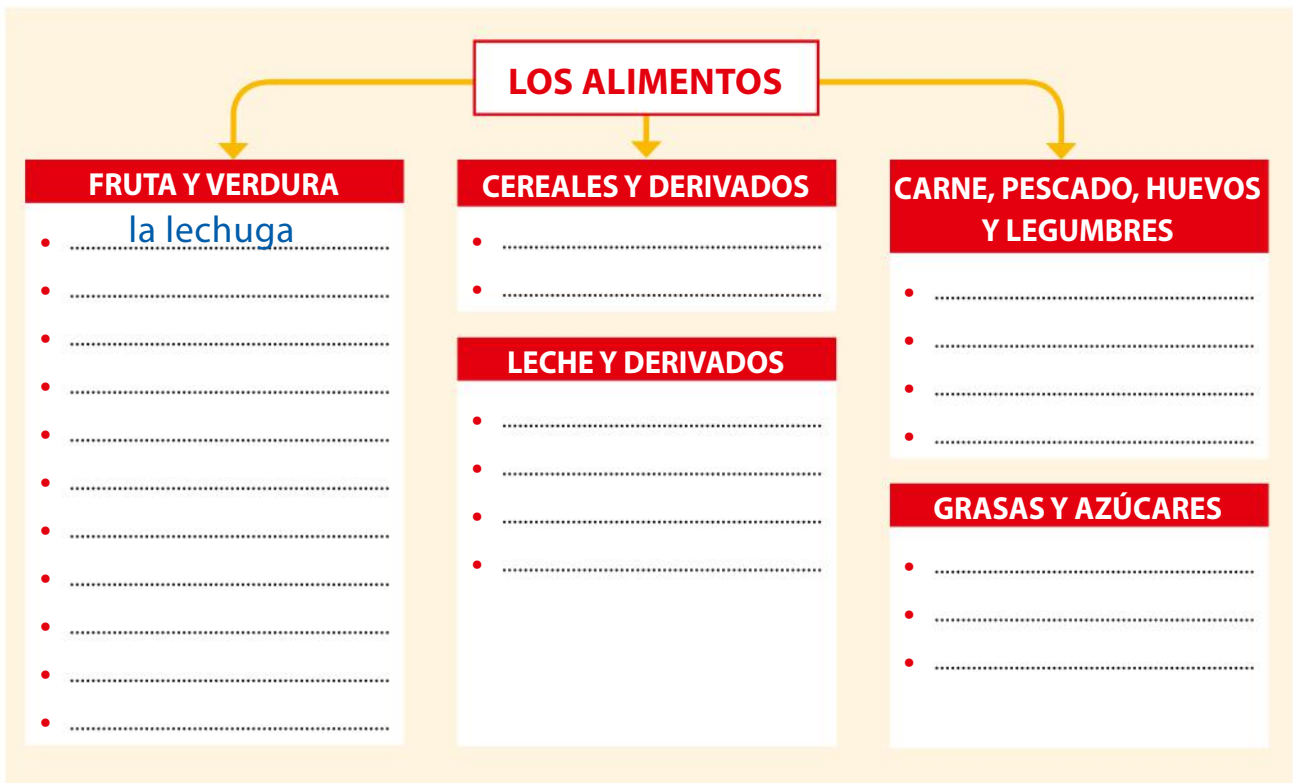 LOS ALIMENTOS
FRUTA Y VERDURA
la lechuga
CEREALES Y DERIVADOS
LECHE Y DERIVADOS
CARNE, PESCADO, HUEVOS
Y LEGUMBRES
GRASAS Y AZÚCARES